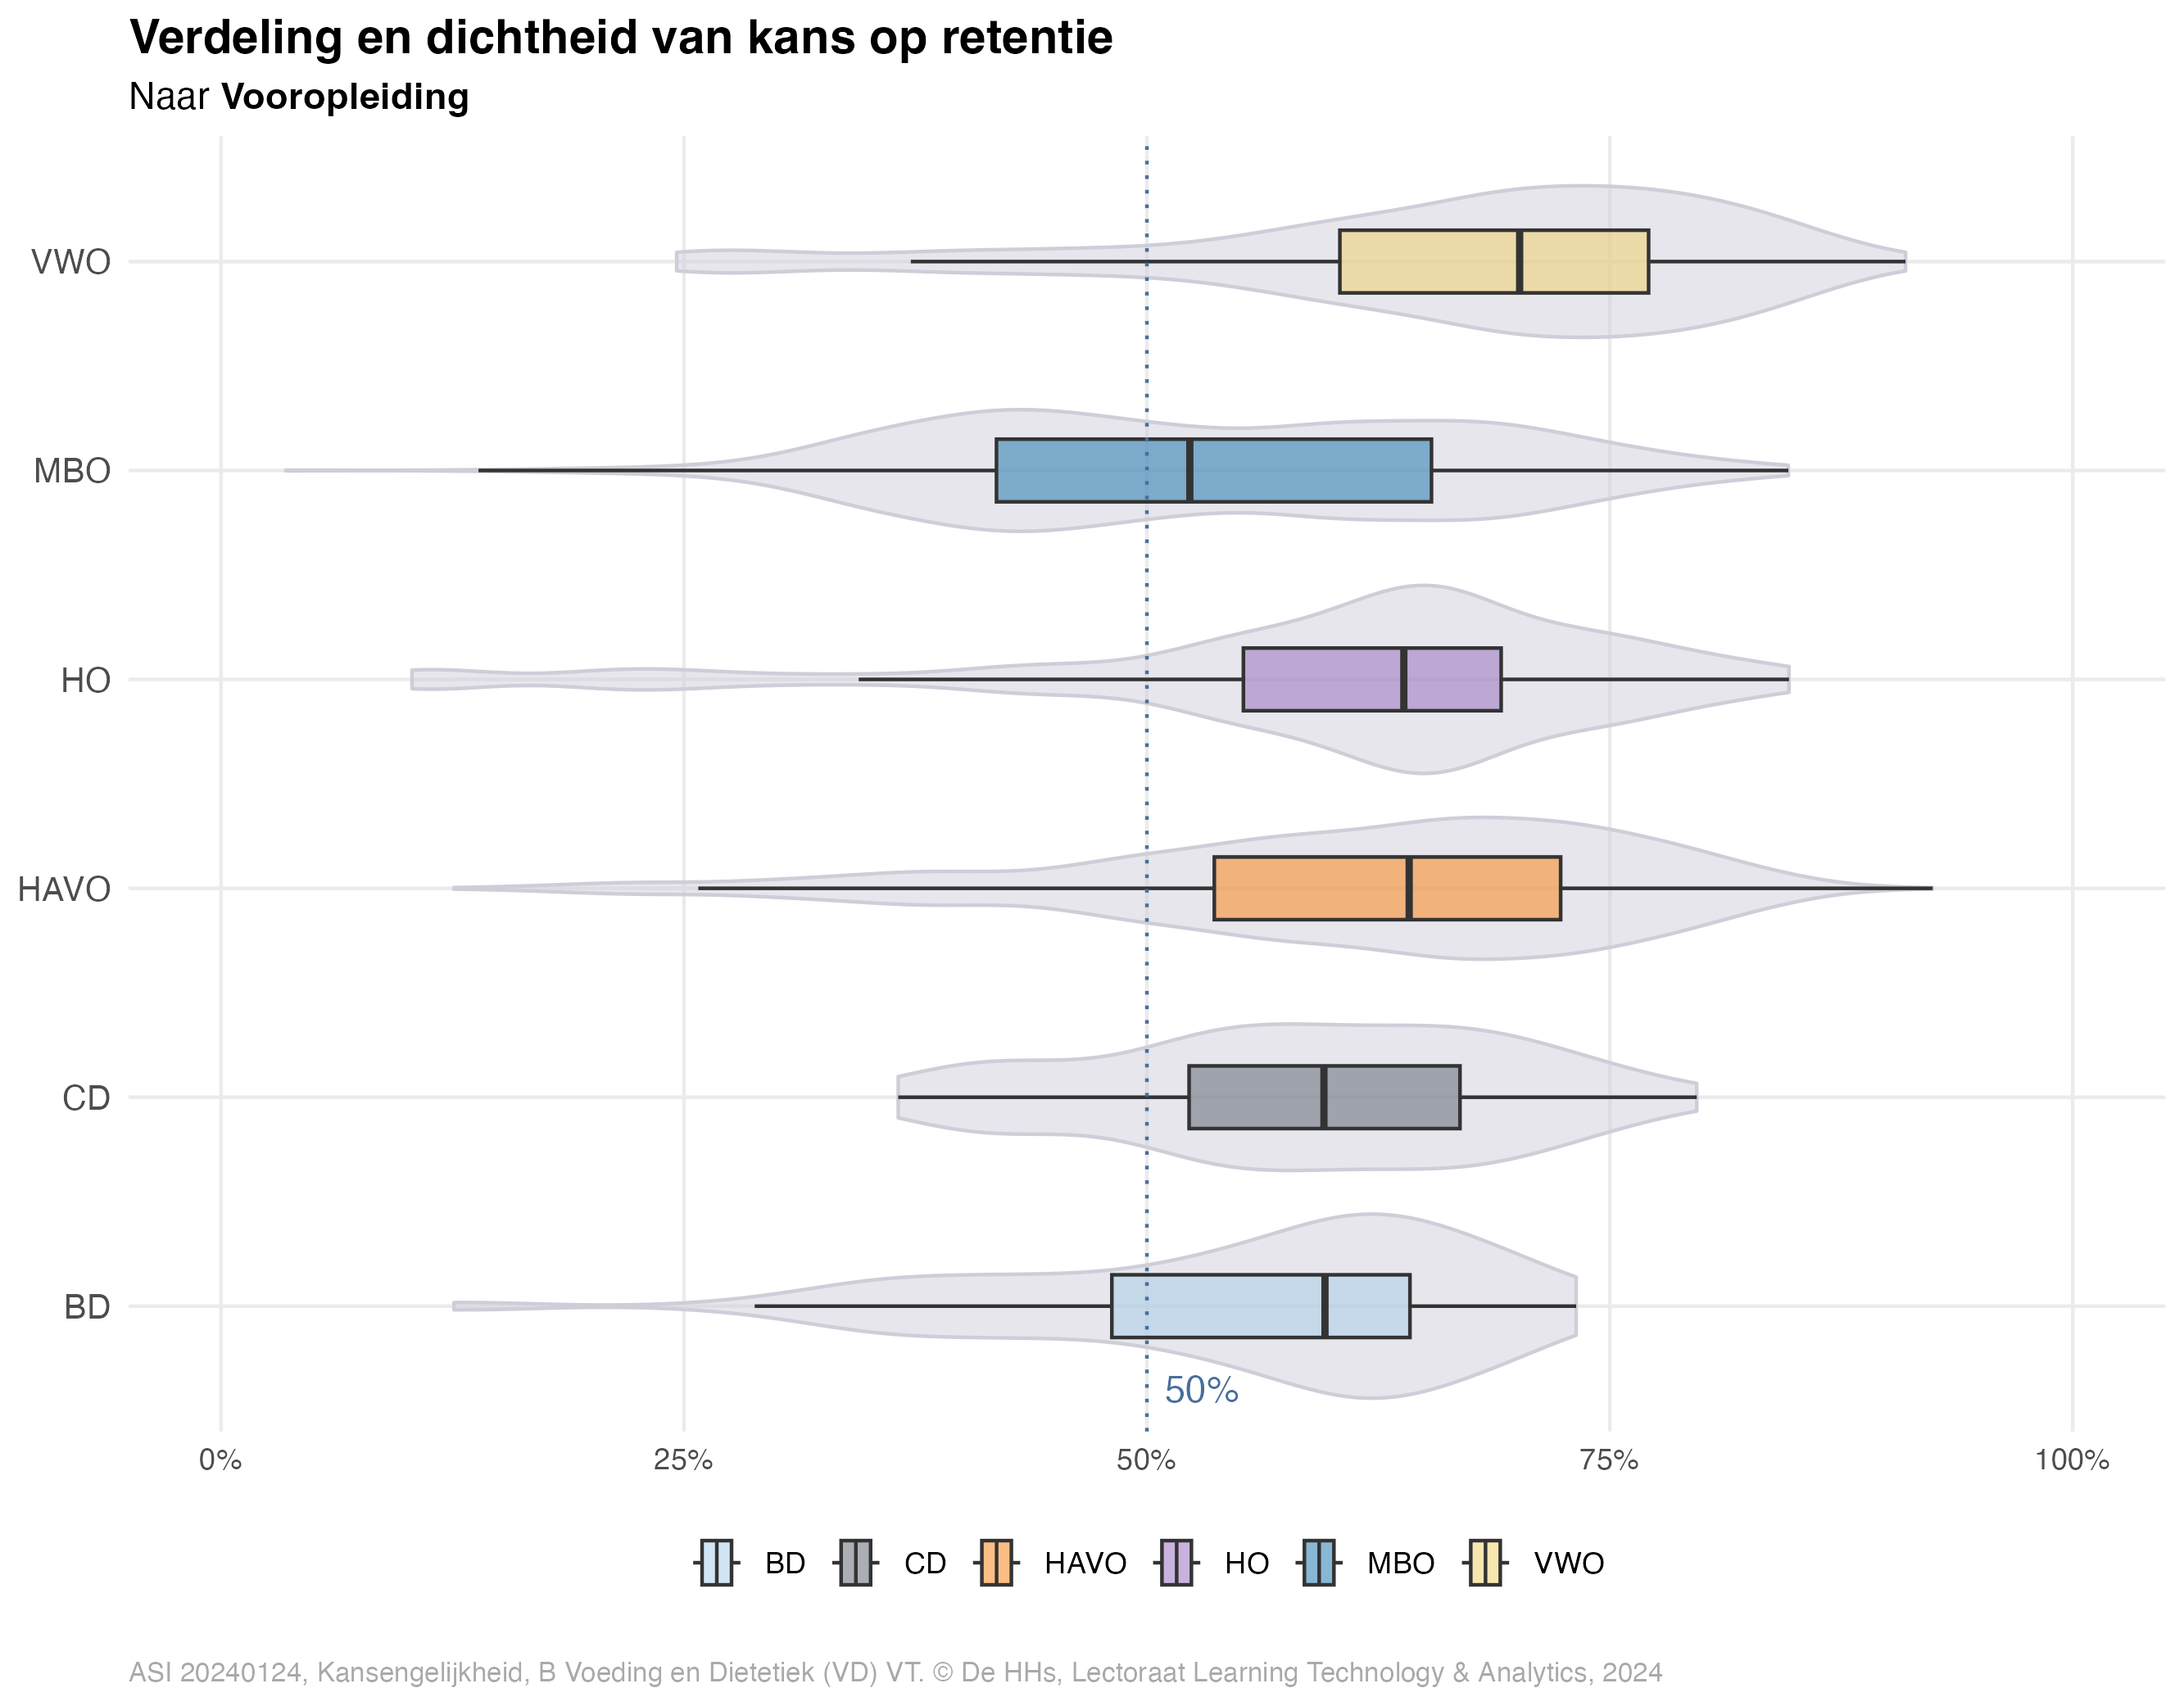 Verdeling en dichtheid van kans op retentie
Naar Vooropleiding
VWO
MBO
HO
HAVO
CD
BD
50%
0% 25% 50% 75% 100%
BD CD HAVO HO MBO VWO
ASI 20240124, Kansengelijkheid, B Voeding en Dietetiek (VD) VT. © De HHs, Lectoraat Learning Technology & Analytics, 2024